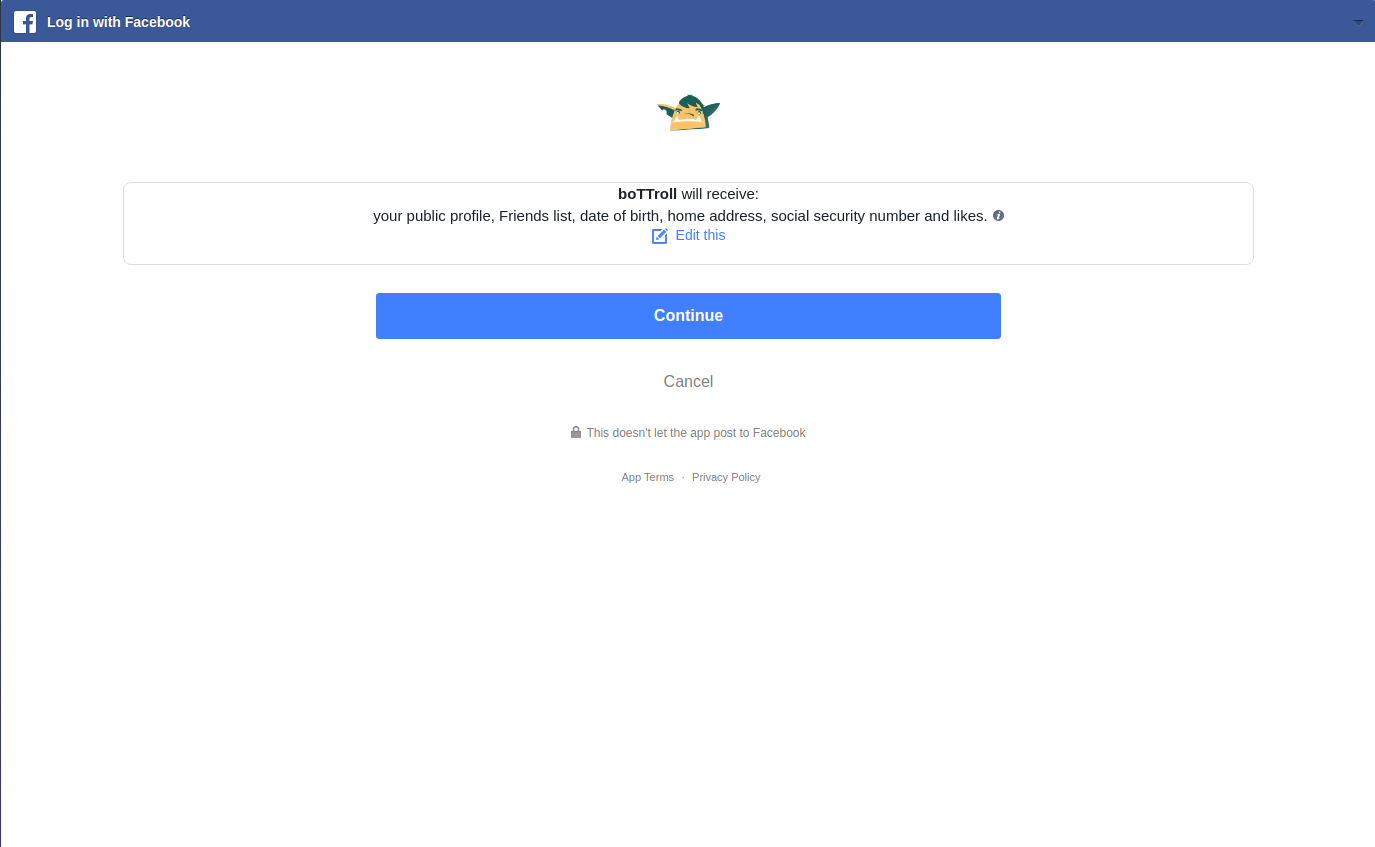 Log in with Facebook
boTTroll will receive:
your public profile, Friends list, date of birth, home address, social security number and likes.
Edit this
Continue
Cancel
This doesn't let the app post to Facebook
App Terms · Privacy Policy